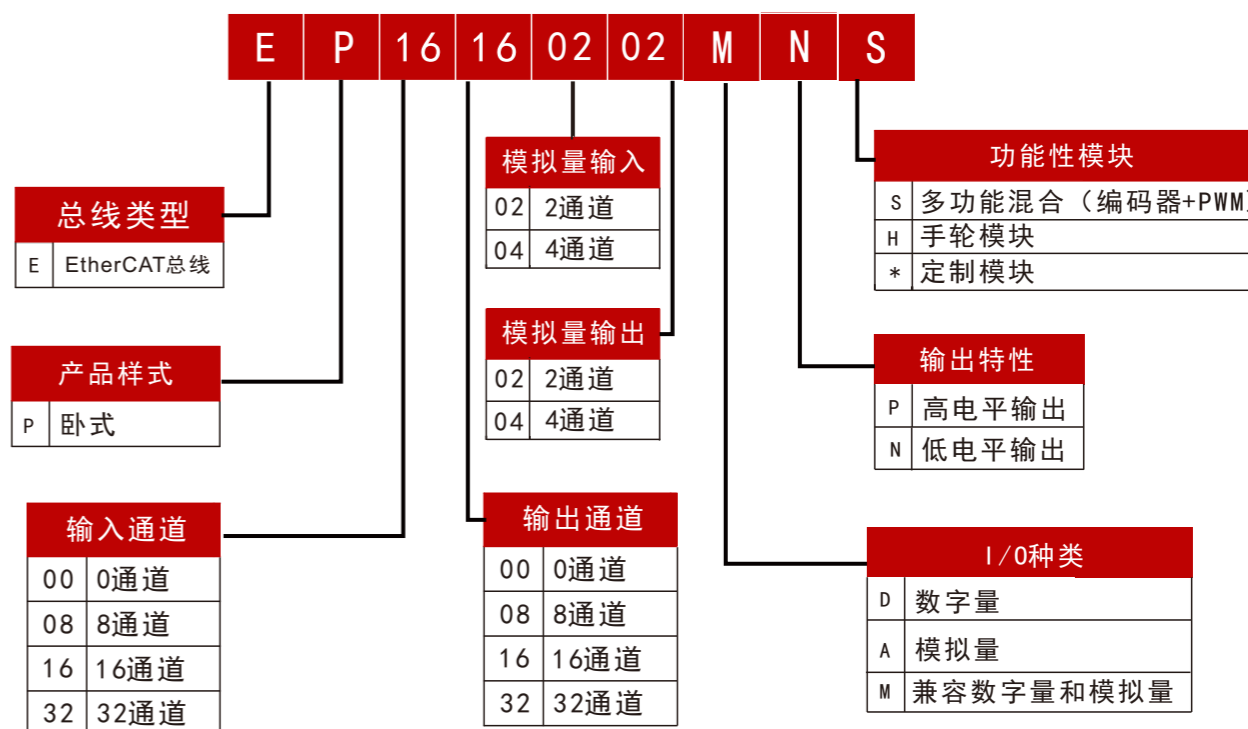 E P 16 16 02 02 M N S
总线类型
E EtherCAT总线
产品样式
P 卧式
输入通道
00 0通道
08 8通道
16 16通道
32 32通道
模拟量输入
02 2通道
04 4通道
模拟量输出
02 2通道
04 4通道
输出通道
00 0通道
08 8通道
16 16通道
32 32通道
功能性模块
S 多功能混合（编码器+PWM）
H 手轮模块
* 定制模块
输出特性
P 高电平输出
N 低电平输出
I/O种类
D 数字量
A 模拟量
M 兼容数字量和模拟量